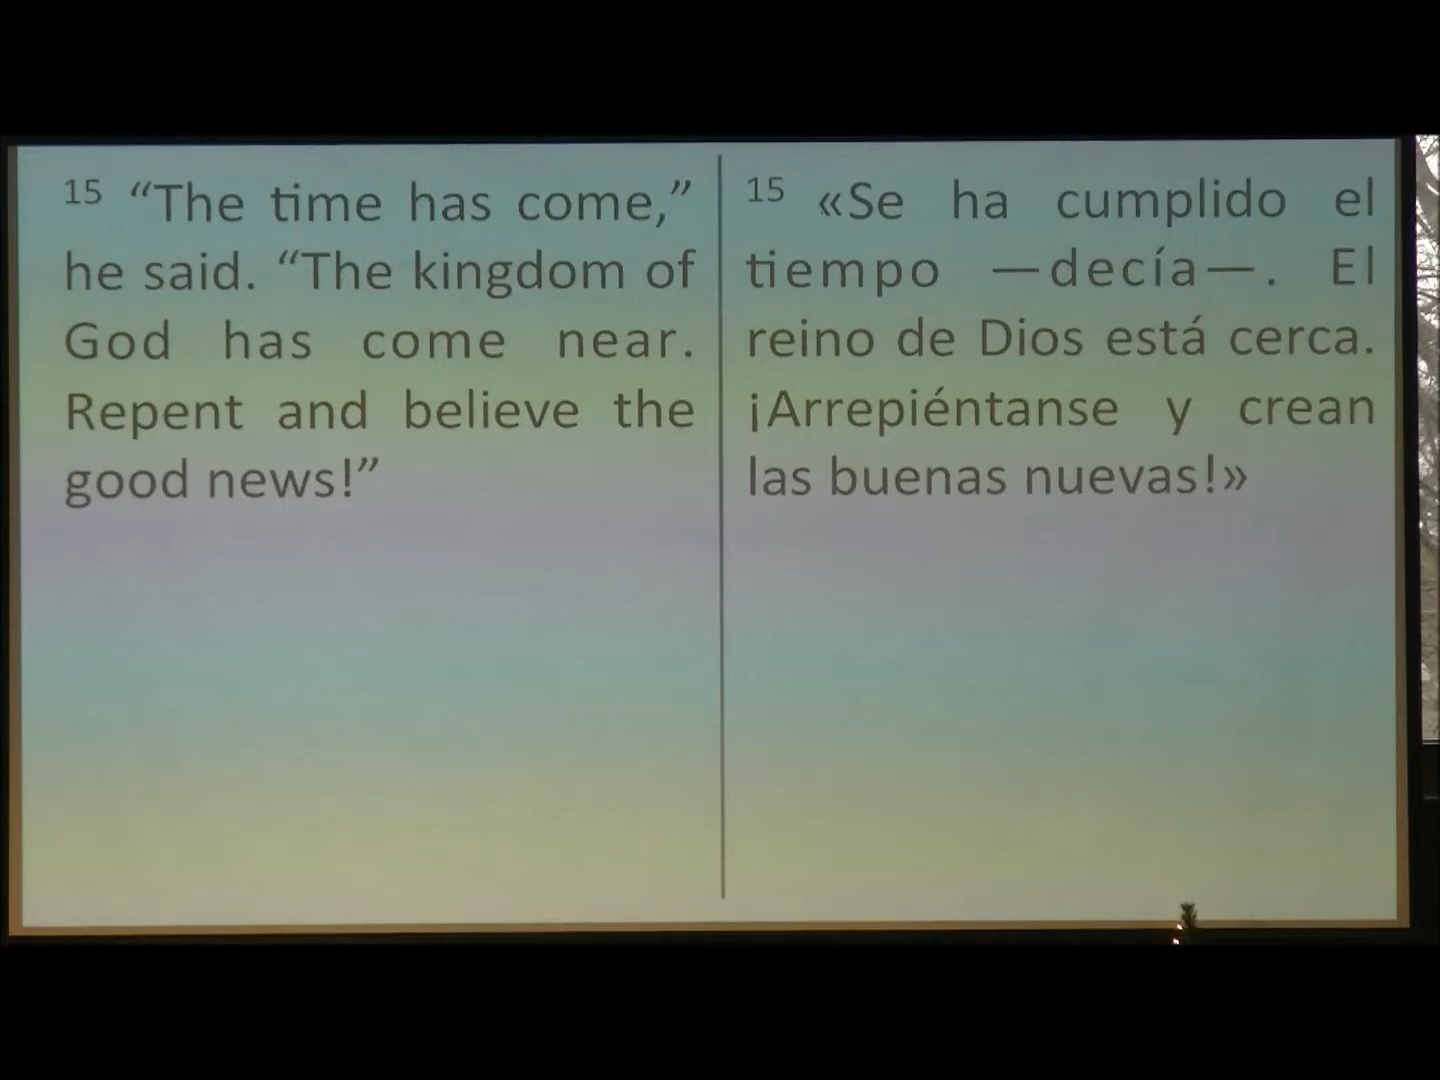 15 “The time has come,”
he said. “The kingdom of
God has come near.
Repent and believe the
good news!”
15 «Se ha cumplido el
tiempo —decía—. El
reino de Dios está cerca.
¡Arrepiéntanse y crean
las buenas nuevas!»